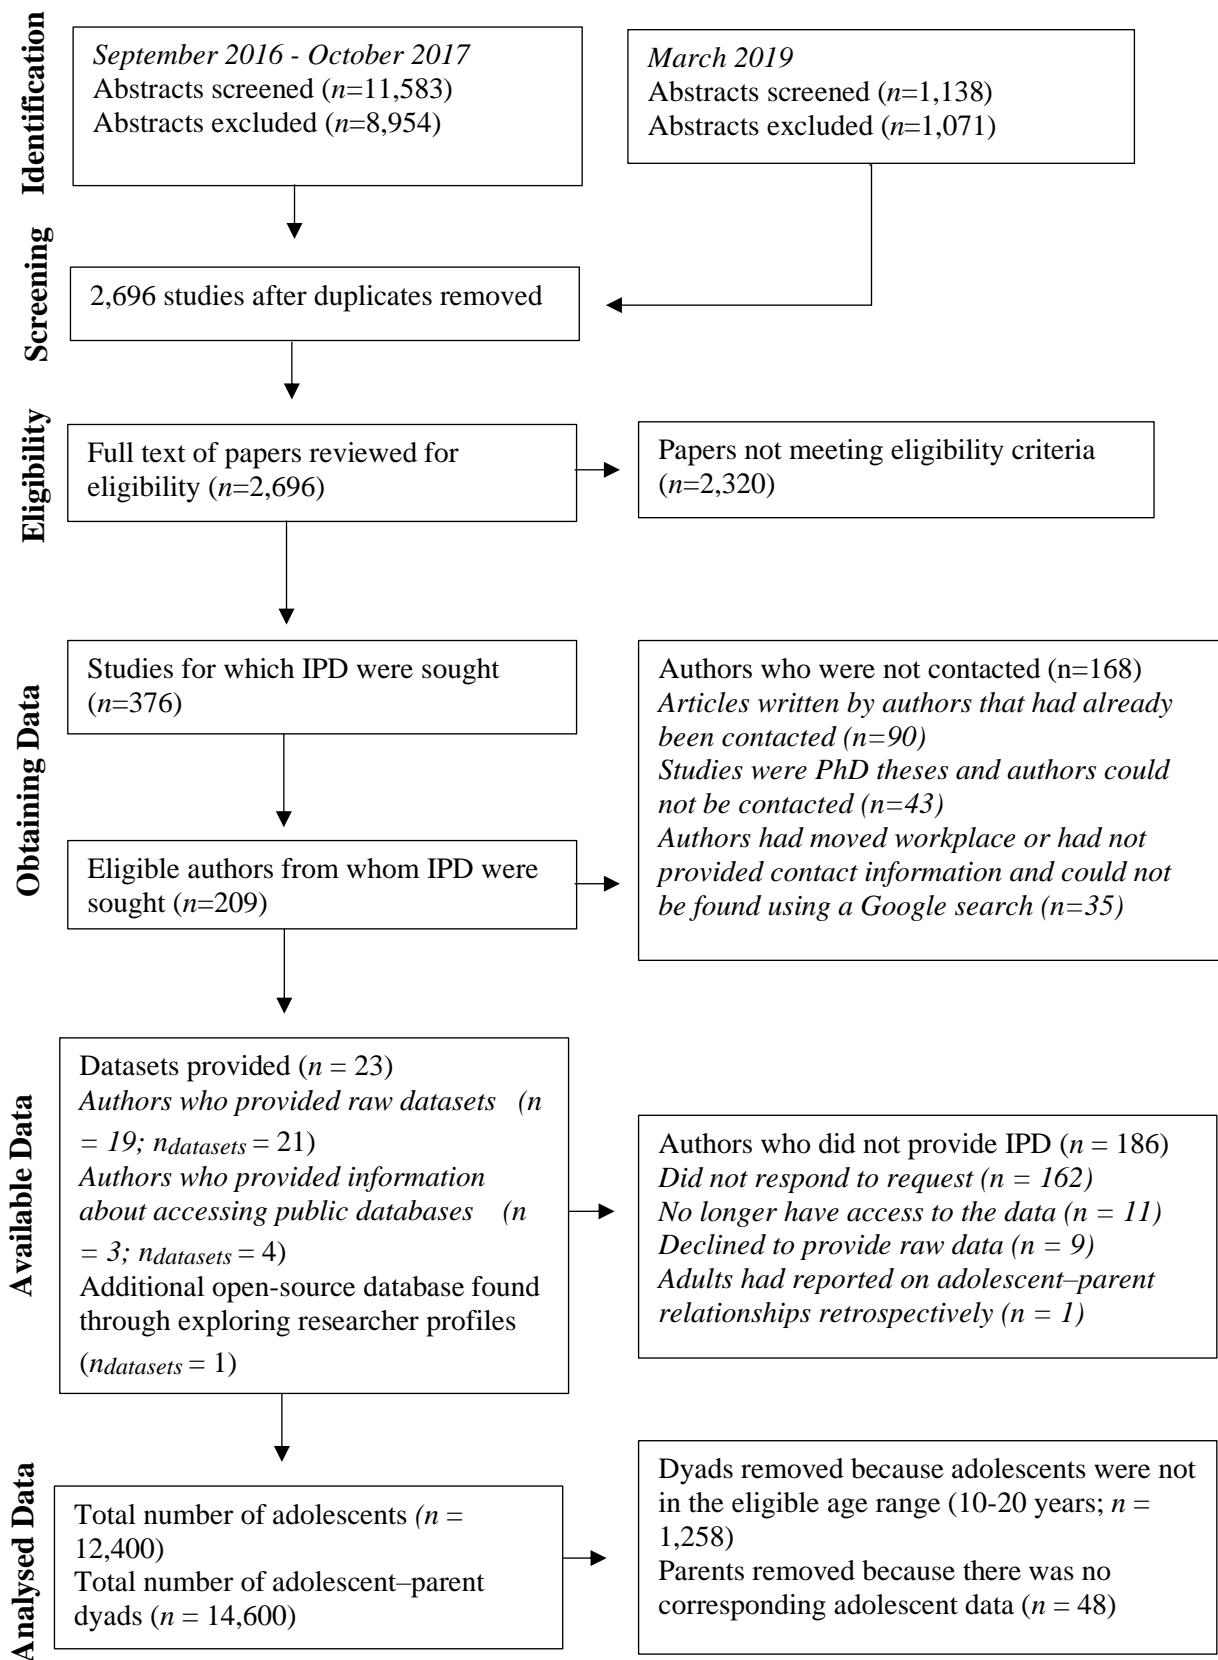 Identification
September 2016 - October 2017
Abstracts screened (n=11,583)
Abstracts excluded (n=8,954)
March 2019
Abstracts screened (n=1,138)
Abstracts excluded (n=1,071)
Screening
2,696 studies after duplicates removed
Eligibility
Full text of papers reviewed for
eligibility (n=2,696)
Papers not meeting eligibility criteria
(n=2,320)
Obtaining Data
Studies for which IPD were sought
(n=376)
Eligible authors from whom IPD were
sought (n=209)
Authors who were not contacted (n=168)
Articles written by authors that had already
been contacted (n=90)
Studies were PhD theses and authors could
not be contacted (n=43)
Authors had moved workplace or had not
provided contact information and could not
be found using a Google search (n=35)
Available Data
Datasets provided (n = 23)
Authors who provided raw datasets (n
= 19; ndatasets = 21)
Authors who provided information
about accessing public databases (n
= 3; ndatasets = 4)
Additional open-source database found
through exploring researcher profiles
(ndatasets = 1)
Authors who did not provide IPD (n = 186)
Did not respond to request (n = 162)
No longer have access to the data (n = 11)
Declined to provide raw data (n = 9)
Adults had reported on adolescent–parent
relationships retrospectively (n = 1)
Analysed Data
Total number of adolescents (n =
12,400)
Total number of adolescent–parent
dyads (n = 14,600)
Dyads removed because adolescents were not
in the eligible age range (10-20 years; n =
1,258)
Parents removed because there was no
corresponding adolescent data (n = 48)